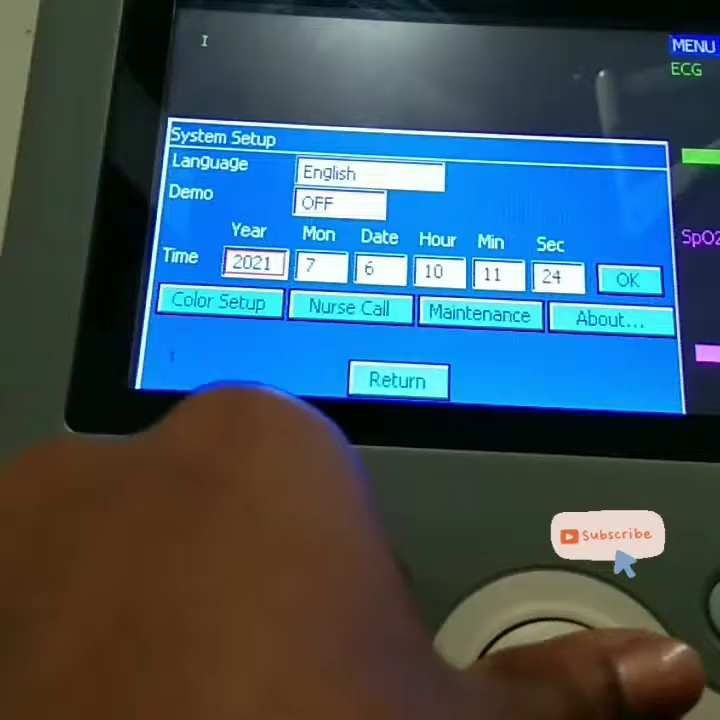 I
MENU
ECG
System Setup
Language English
Demo OFF
Year Mon Date Hour Min Sec
Time 2021 7 6 10 11 24 OK
Color Setup Nurse Call Maintenance About...
Return
SpO2
Subscribe